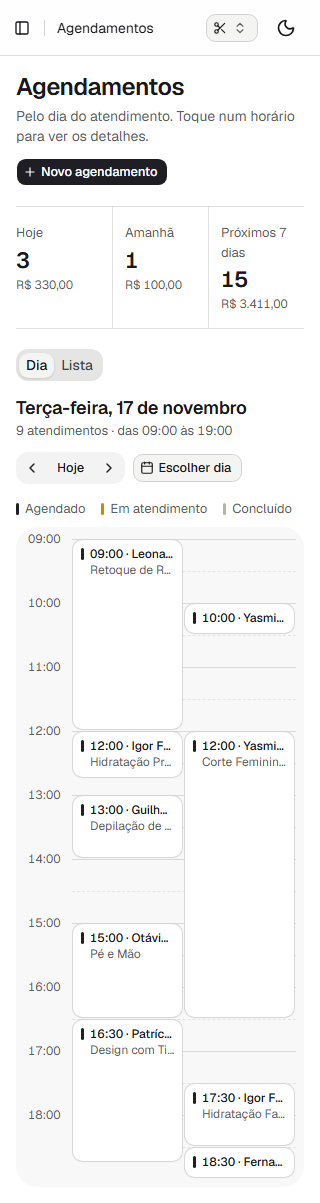 Agendamentos
Agendamentos
Pelo dia do atendimento. Toque num horário
para ver os detalhes.
Novo agendamento
Hoje
3
R$ 330,00
Amanhã
1
R$ 100,00
Próximos 7
dias
15
R$ 3.411,00
Dia
Lista
Terça-feira, 17 de novembro
9 atendimentos · das 09:00 às 19:00
Hoje
Escolher dia
Agendado
Em atendimento
Concluído
09:00
09:00 · Leona...
Retoque de R...
10:00
10:00 · Yasmi...
11:00
12:00
12:00 · Igor F...
Hidratação Pr...
12:00 · Yasmi...
Corte Feminin...
13:00
13:00 · Guilh...
Depilação de ...
14:00
15:00
15:00 · Otávi...
Pé e Mão
16:00
16:30 · Patríc...
Design com Ti...
17:00
17:30 · Igor F...
Hidratação Fa...
18:00
18:30 · Ferna...